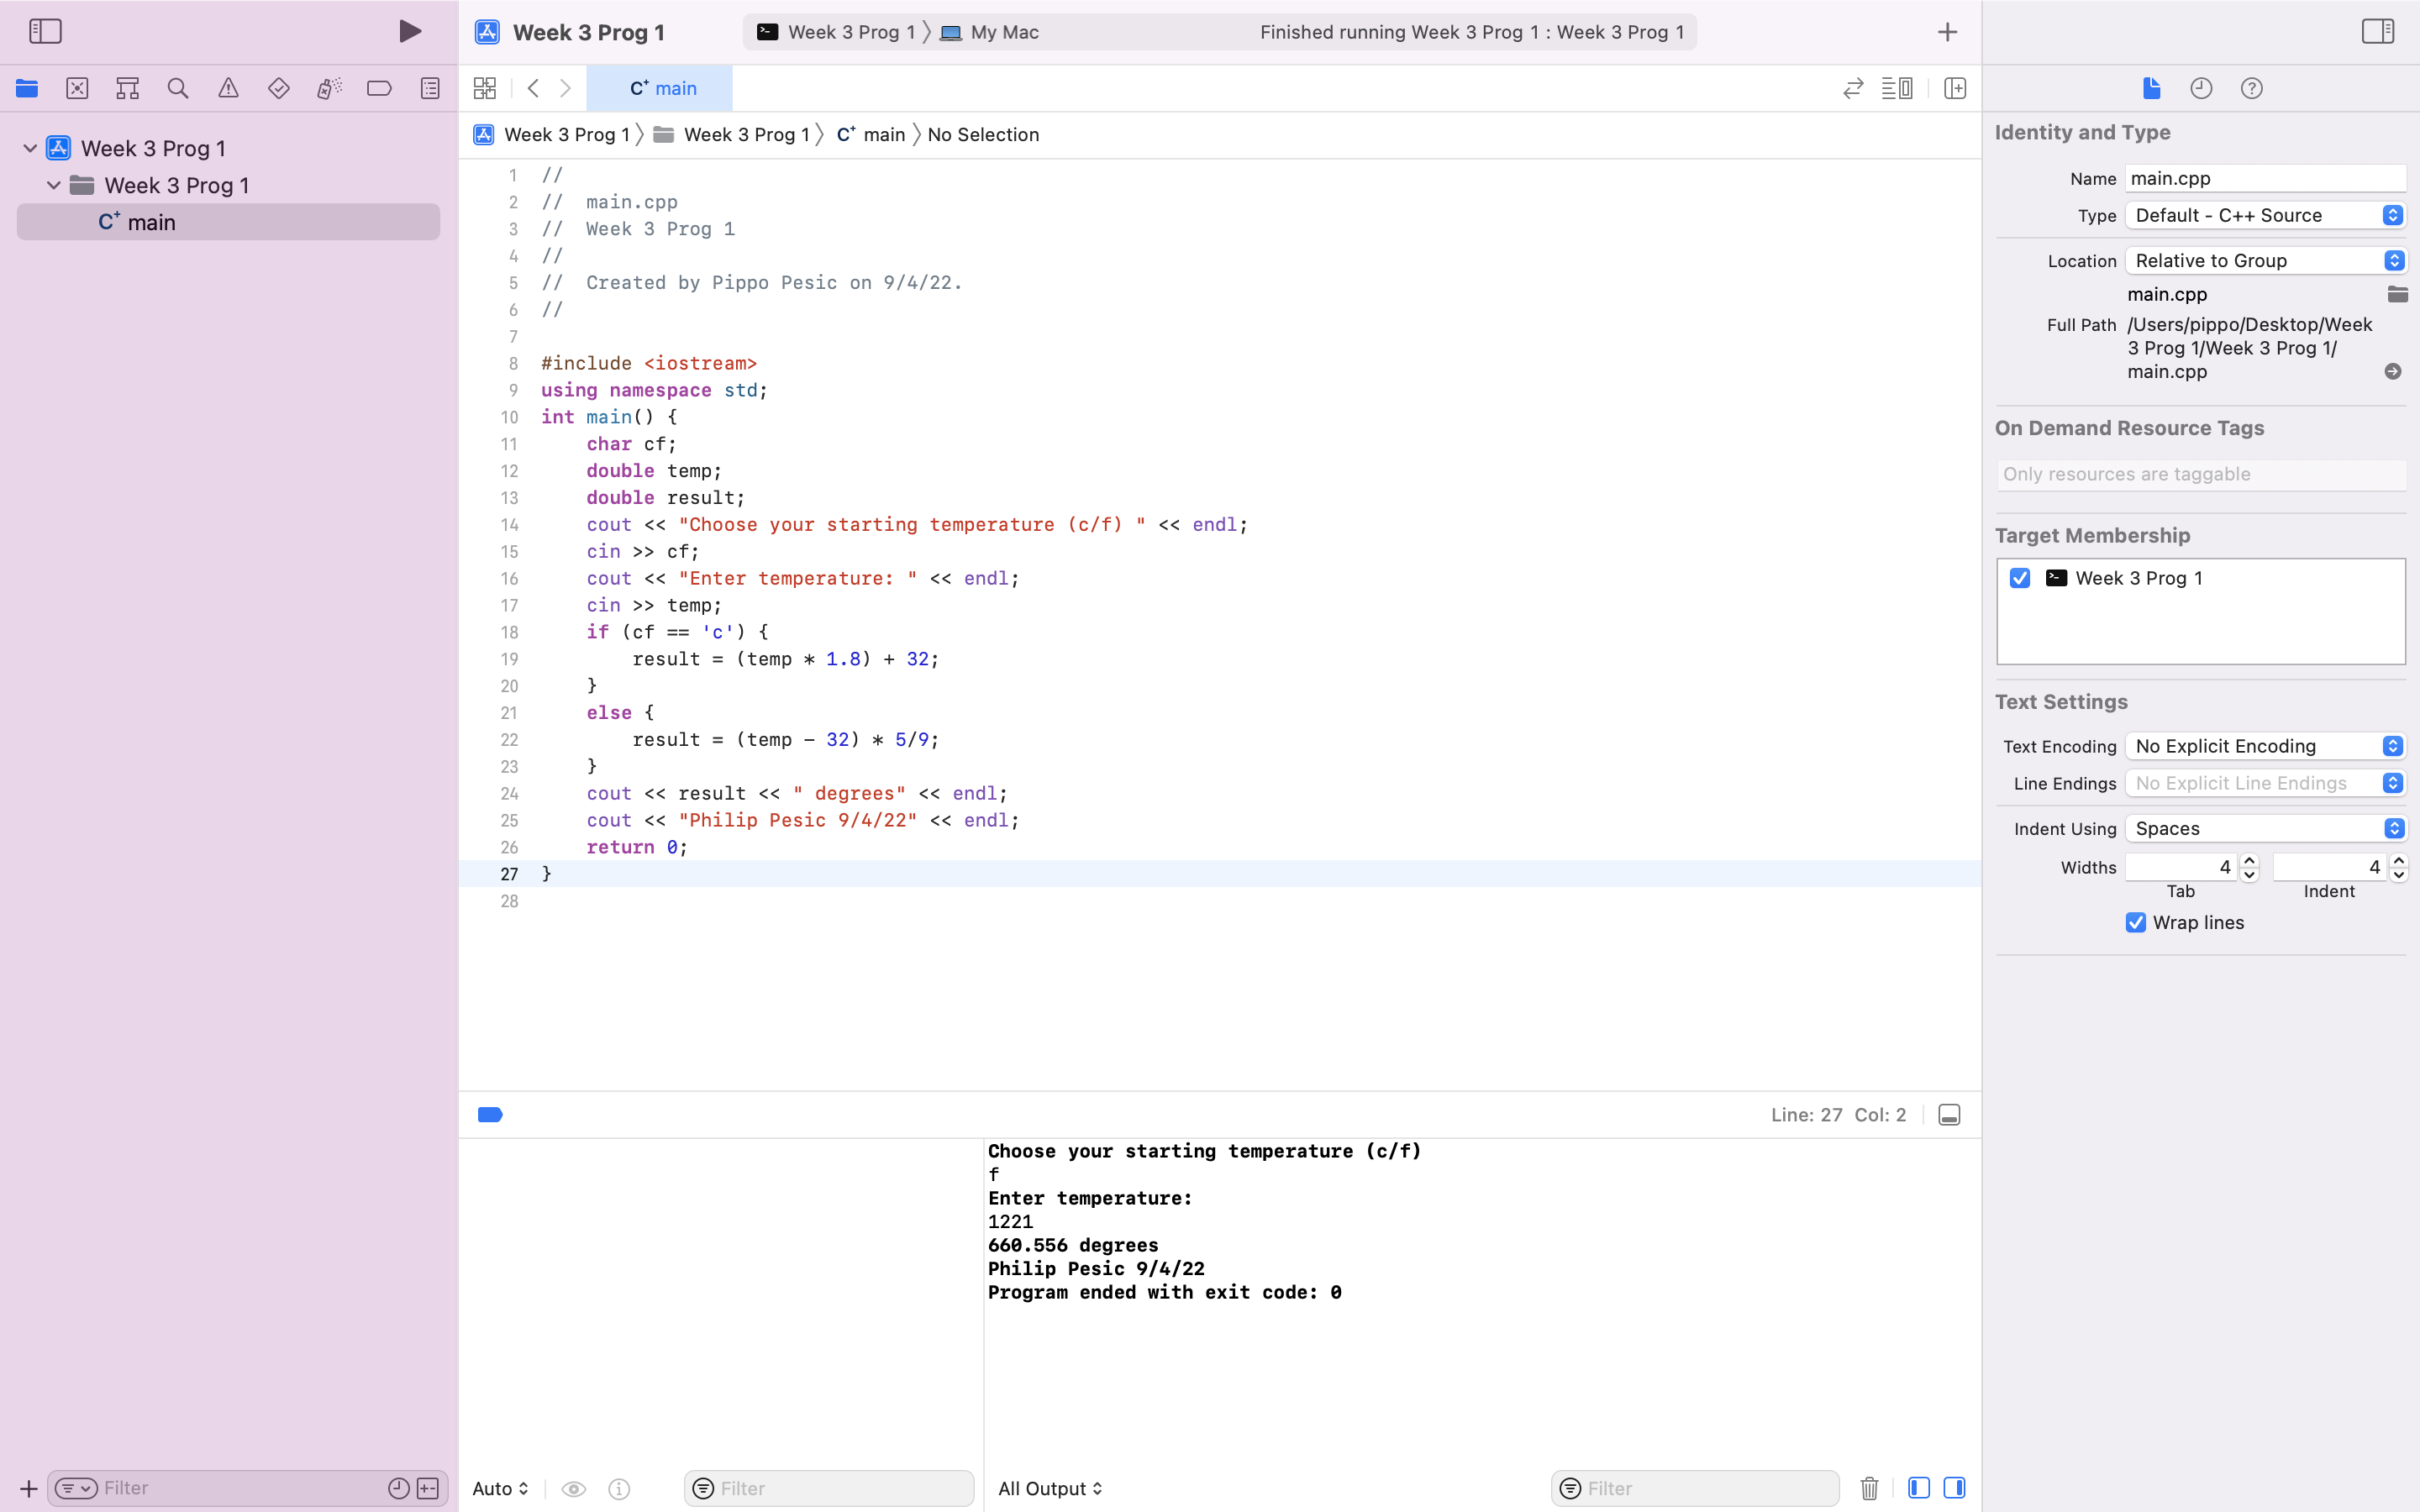 Week 3 Prog 1
Week 3 Prog 1 My Mac
Finished running Week 3 Prog 1 : Week 3 Prog 1
Week 3 Prog 1
Week 3 Prog 1
C+ main
C+ main
Week 3 Prog 1 Week 3 Prog 1 C+ main No Selection
1 //
2 //  main.cpp
3 //  Week 3 Prog 1
4 //
5 //  Created by Pippo Pesic on 9/4/22.
6 //
7
8 #include <iostream>
9 using namespace std;
10 int main() {
11     char cf;
12     double temp;
13     double result;
14     cout << "Choose your starting temperature (c/f) " << endl;
15     cin >> cf;
16     cout << "Enter temperature: " << endl;
17     cin >> temp;
18     if (cf == 'c') {
19         result = (temp * 1.8) + 32;
20     }
21     else {
22         result = (temp - 32) * 5/9;
23     }
24     cout << result << " degrees" << endl;
25     cout << "Philip Pesic 9/4/22" << endl;
26     return 0;
27 }
28
Line: 27 Col: 2
Choose your starting temperature (c/f)
f
Enter temperature:
1221
660.556 degrees
Philip Pesic 9/4/22
Program ended with exit code: 0
Filter
Auto
Filter
All Output
Filter
Identity and Type
Name main.cpp
Type Default - C++ Source
Location Relative to Group
main.cpp
Full Path /Users/pippo/Desktop/Week
3 Prog 1/Week 3 Prog 1/
main.cpp
On Demand Resource Tags
Only resources are taggable
Target Membership
Week 3 Prog 1
Text Settings
Text Encoding No Explicit Encoding
Line Endings No Explicit Line Endings
Indent Using Spaces
Widths 4 4
Tab Indent
Wrap lines